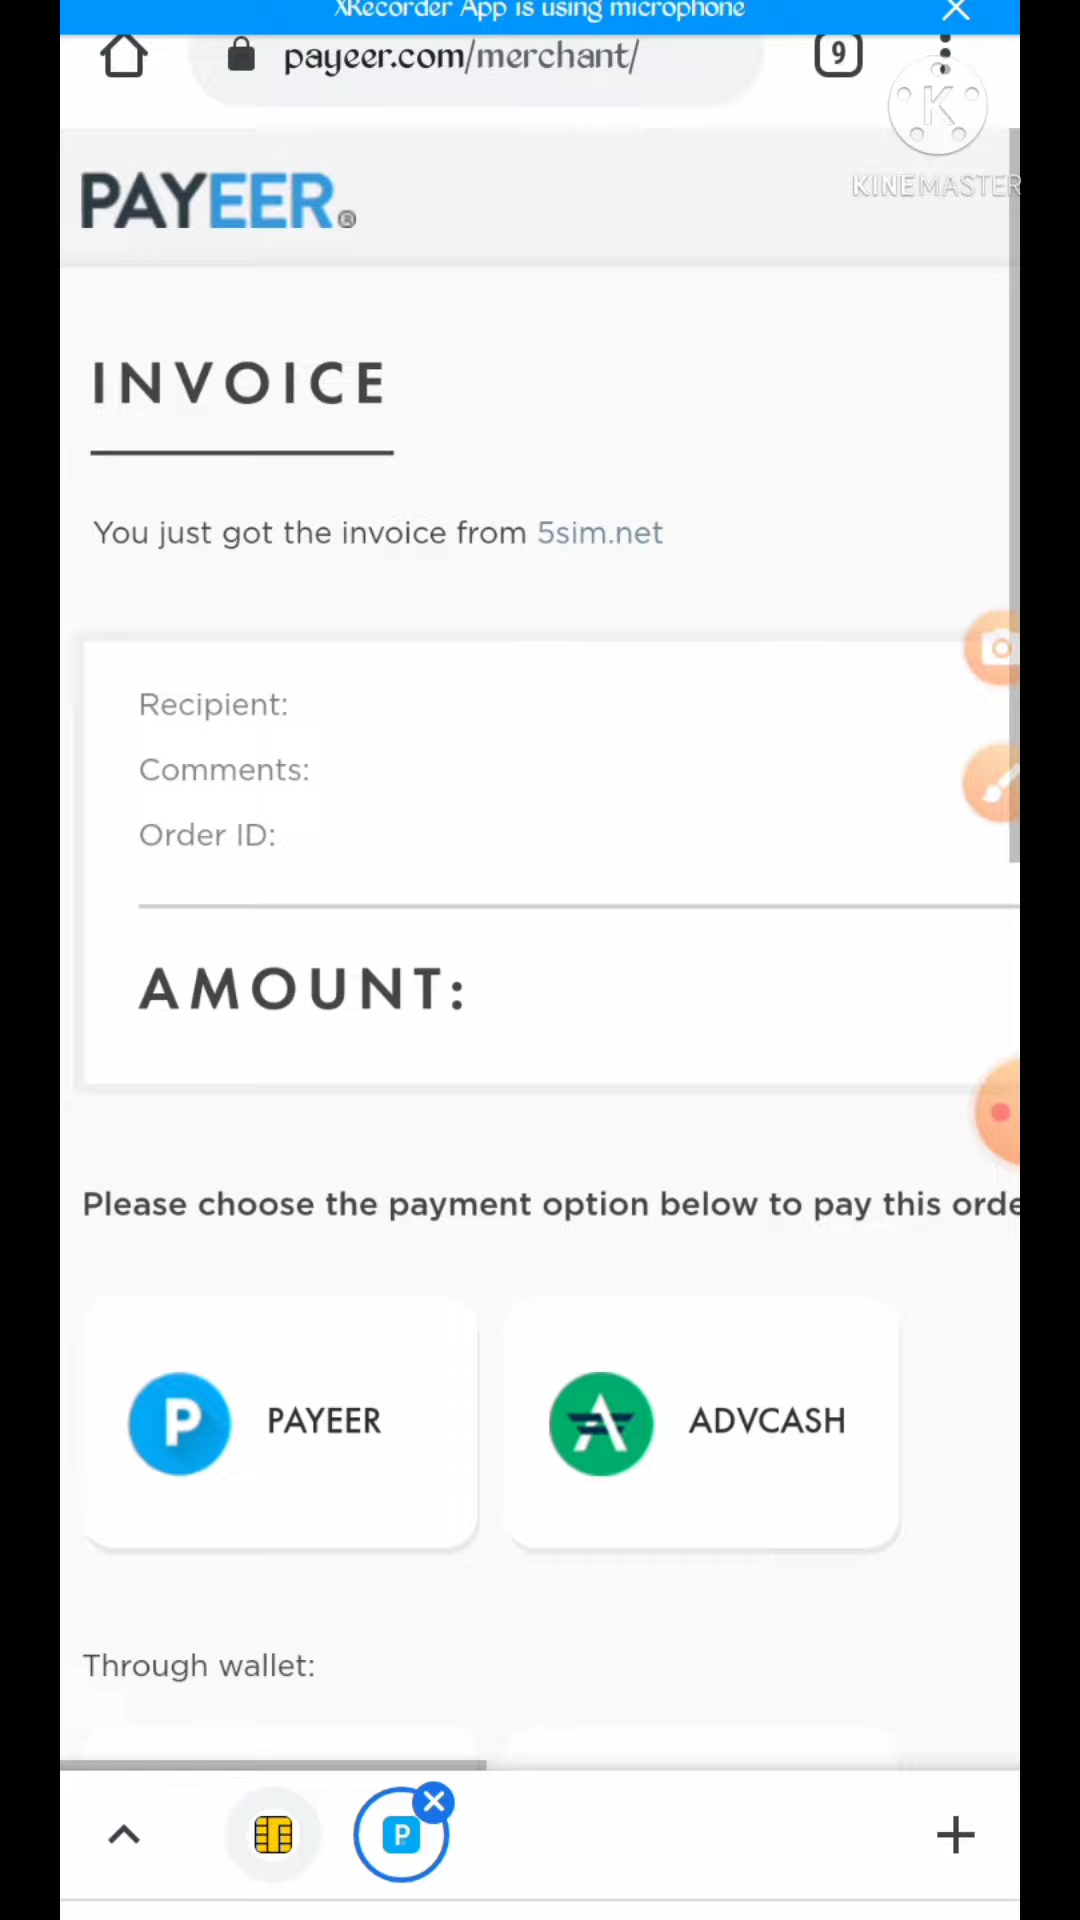 XRecorder App is using microphone
payeer.com/merchant/
9
K
KINEMASTER
PAYEER®
INVOICE
You just got the invoice from 5sim.net
Recipient:
Comments:
Order ID:
AMOUNT:
Please choose the payment option below to pay this orde
P PAYEER
A ADVCASH
Through wallet:
P